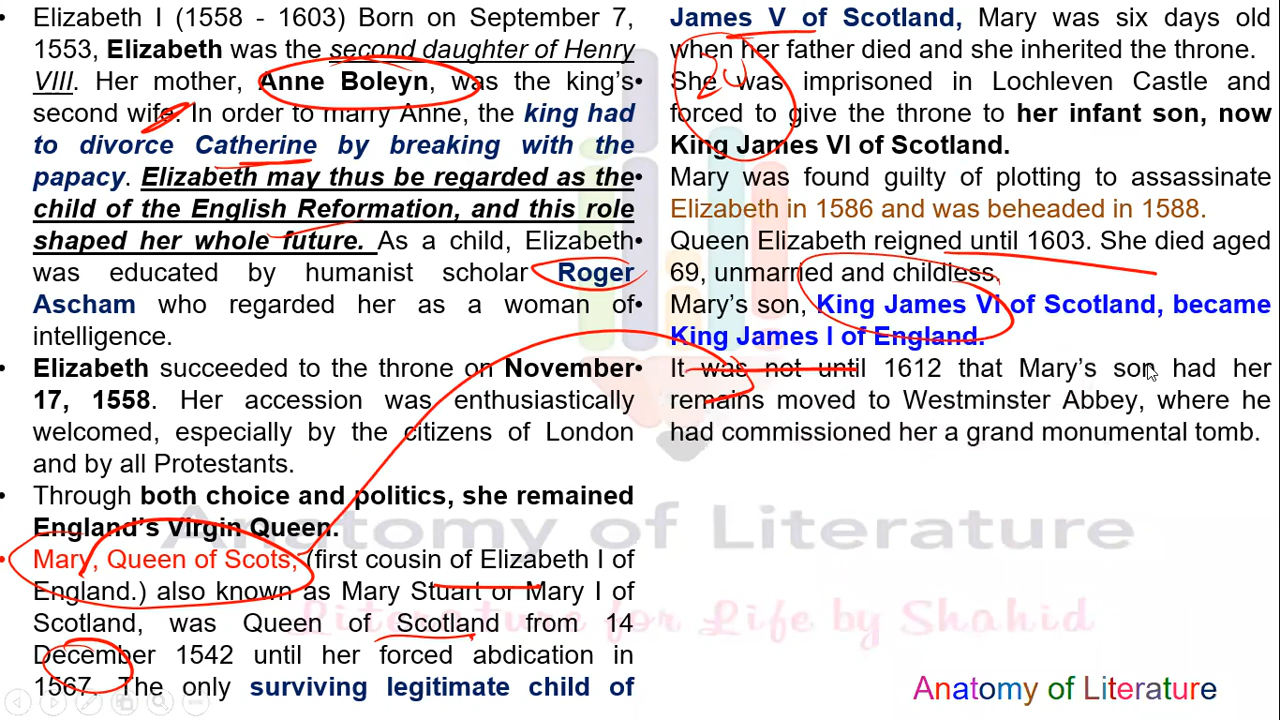 • Elizabeth I (1558 - 1603) Born on September 7,
1553, Elizabeth was the second daughter of Henry
VIII. Her mother, Anne Boleyn, was the king's
second wife. In order to marry Anne, the king had
to divorce Catherine by breaking with the
papacy. Elizabeth may thus be regarded as the
child of the English Reformation, and this role
shaped her whole future. As a child, Elizabeth
was educated by humanist scholar Roger
Ascham who regarded her as a woman of
intelligence.
• Elizabeth succeeded to the throne on November
17, 1558. Her accession was enthusiastically
welcomed, especially by the citizens of London
and by all Protestants.
• Through both choice and politics, she remained
England's Virgin Queen.
• Mary, Queen of Scots, (first cousin of Elizabeth I of
England.) also known as Mary Stuart or Mary I of
Scotland, was Queen of Scotland from 14
December 1542 until her forced abdication in
1567. The only surviving legitimate child of
James V of Scotland, Mary was six days old
when her father died and she inherited the throne.
• She was imprisoned in Lochleven Castle and
forced to give the throne to her infant son, now
King James VI of Scotland.
• Mary was found guilty of plotting to assassinate
Elizabeth in 1586 and was beheaded in 1588.
• Queen Elizabeth reigned until 1603. She died aged
69, unmarried and childless.
• Mary's son, King James VI of Scotland, became
King James I of England.
• It was not until 1612 that Mary's son had her
remains moved to Westminster Abbey, where he
had commissioned her a grand monumental tomb.
Anatomy of Literature
Literature for Life by Shahid
Anatomy of Literature